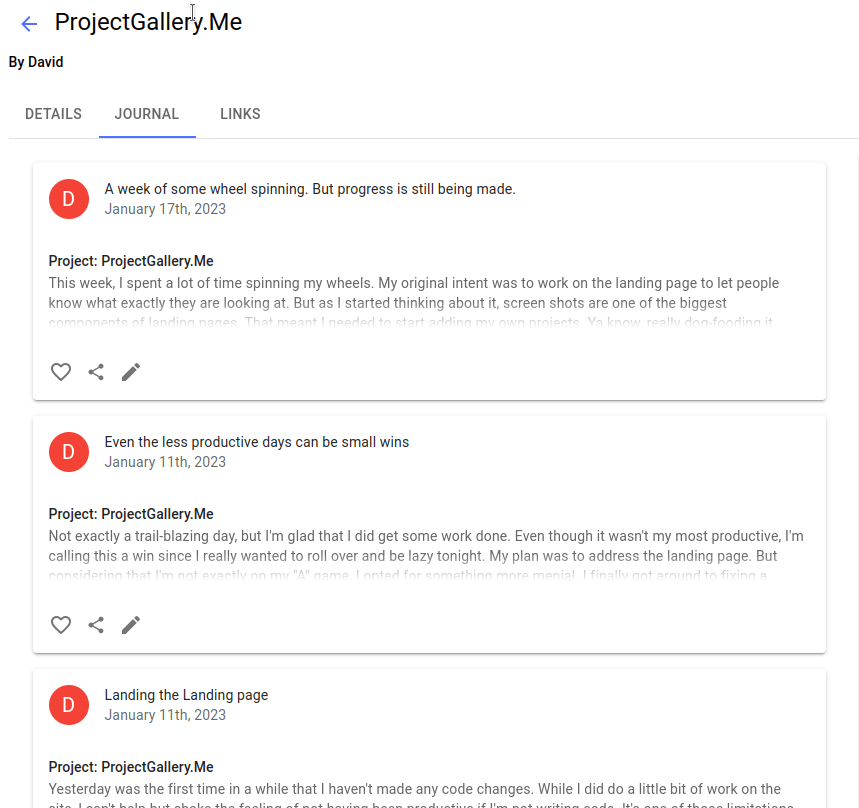 ProjectGallery.Me
By David
DETAILS JOURNAL LINKS
D
A week of some wheel spinning. But progress is still being made.
January 17th, 2023
Project: ProjectGallery.Me
This week, I spent a lot of time spinning my wheels. My original intent was to work on the landing page to let people
know what exactly they are looking at. But as I started thinking about it, screen shots are one of the biggest
components of landing pages. That meant I needed to start adding my own projects. Ya know, really dog-fooding it.
D
Even the less productive days can be small wins
January 11th, 2023
Project: ProjectGallery.Me
Not exactly a trail-blazing day, but I'm glad that I did get some work done. Even though it wasn't my most productive, I'm
calling this a win since I really wanted to roll over and be lazy tonight. My plan was to address the landing page. But
considering that I'm not exactly on my "A" game, I opted for something more menial. I finally got around to fixing a
D
Landing the Landing page
January 11th, 2023
Project: ProjectGallery.Me
Yesterday was the first time in a while that I haven't made any code changes. While I did do a little bit of work on the
site, I can't help but choke the feeling of not having been productive if I'm not writing code. It's one of those limitations